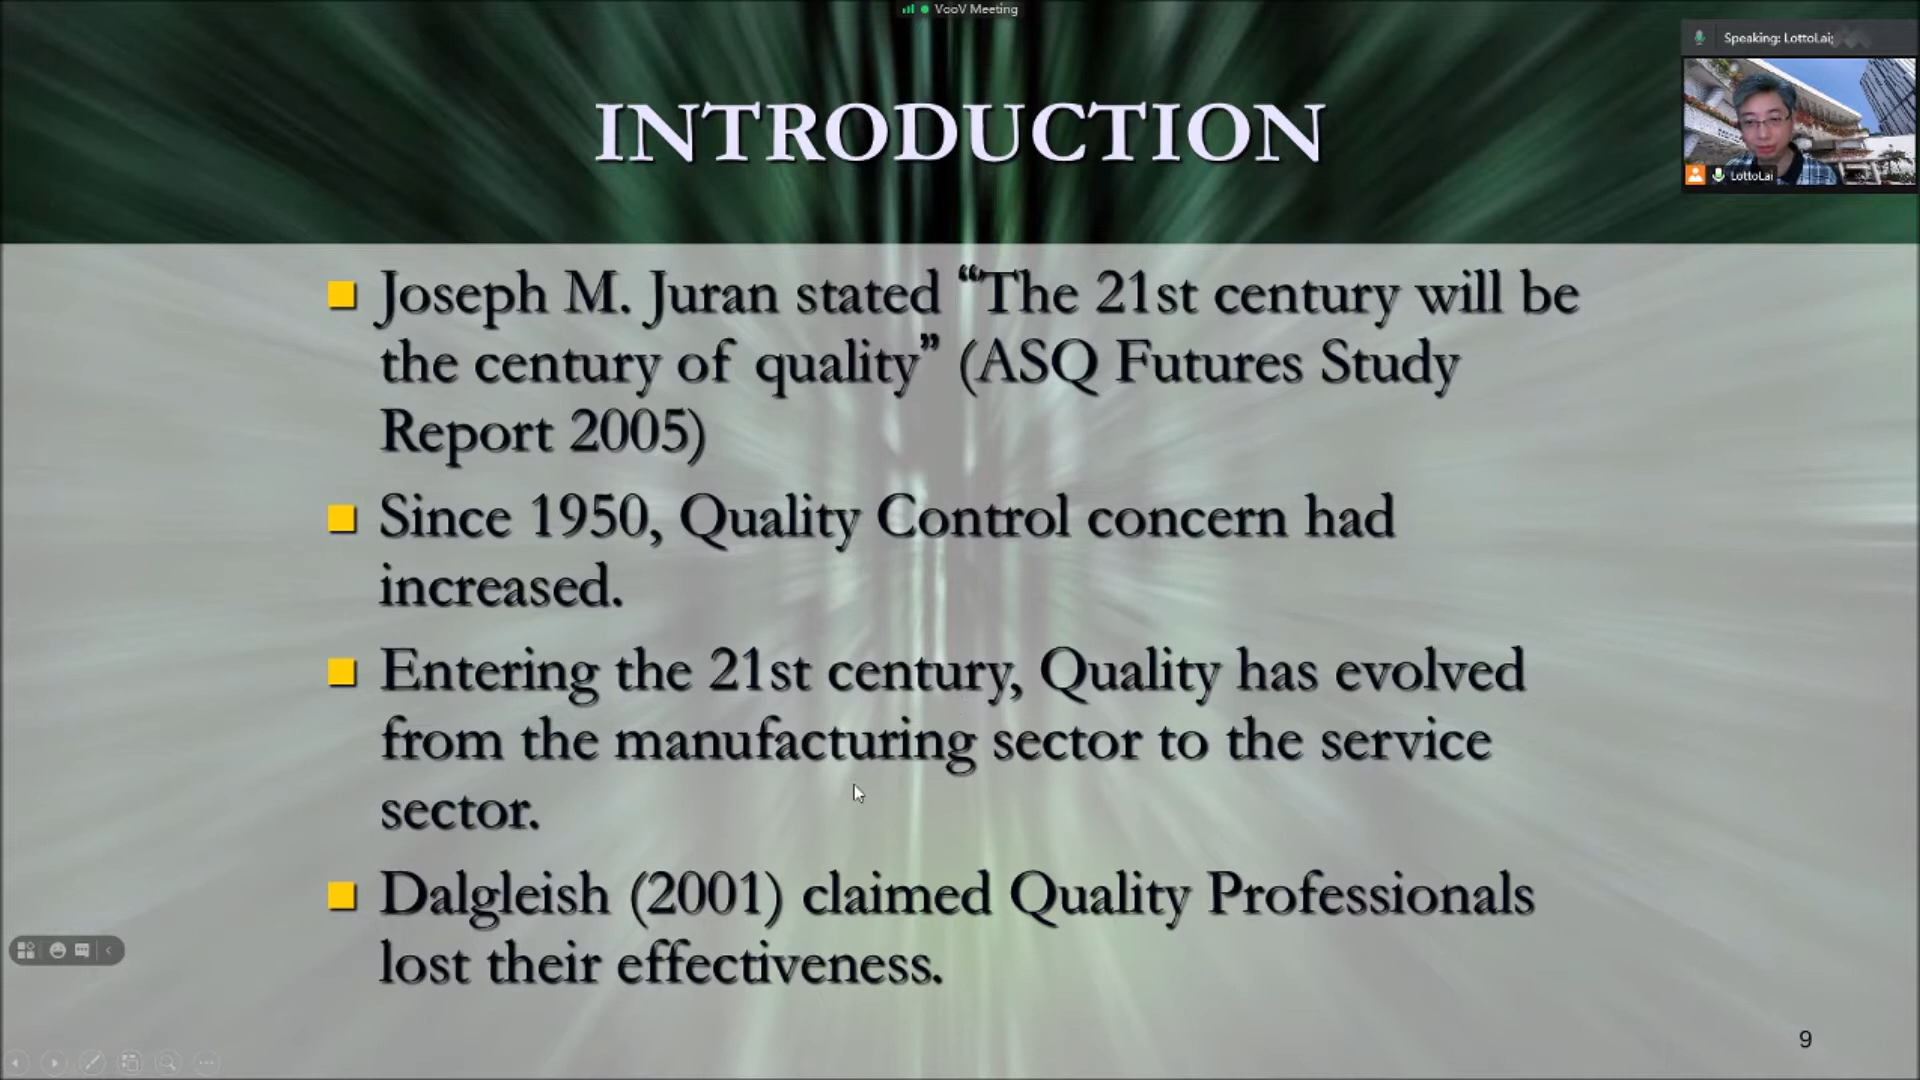 VooV Meeting
Speaking: LottoLai;
LottoLai
INTRODUCTION
Joseph M. Juran stated “The 21st century will be
the century of quality” (ASQ Futures Study
Report 2005)
Since 1950, Quality Control concern had
increased.
Entering the 21st century, Quality has evolved
from the manufacturing sector to the service
sector.
Dalgleish (2001) claimed Quality Professionals
lost their effectiveness.
9